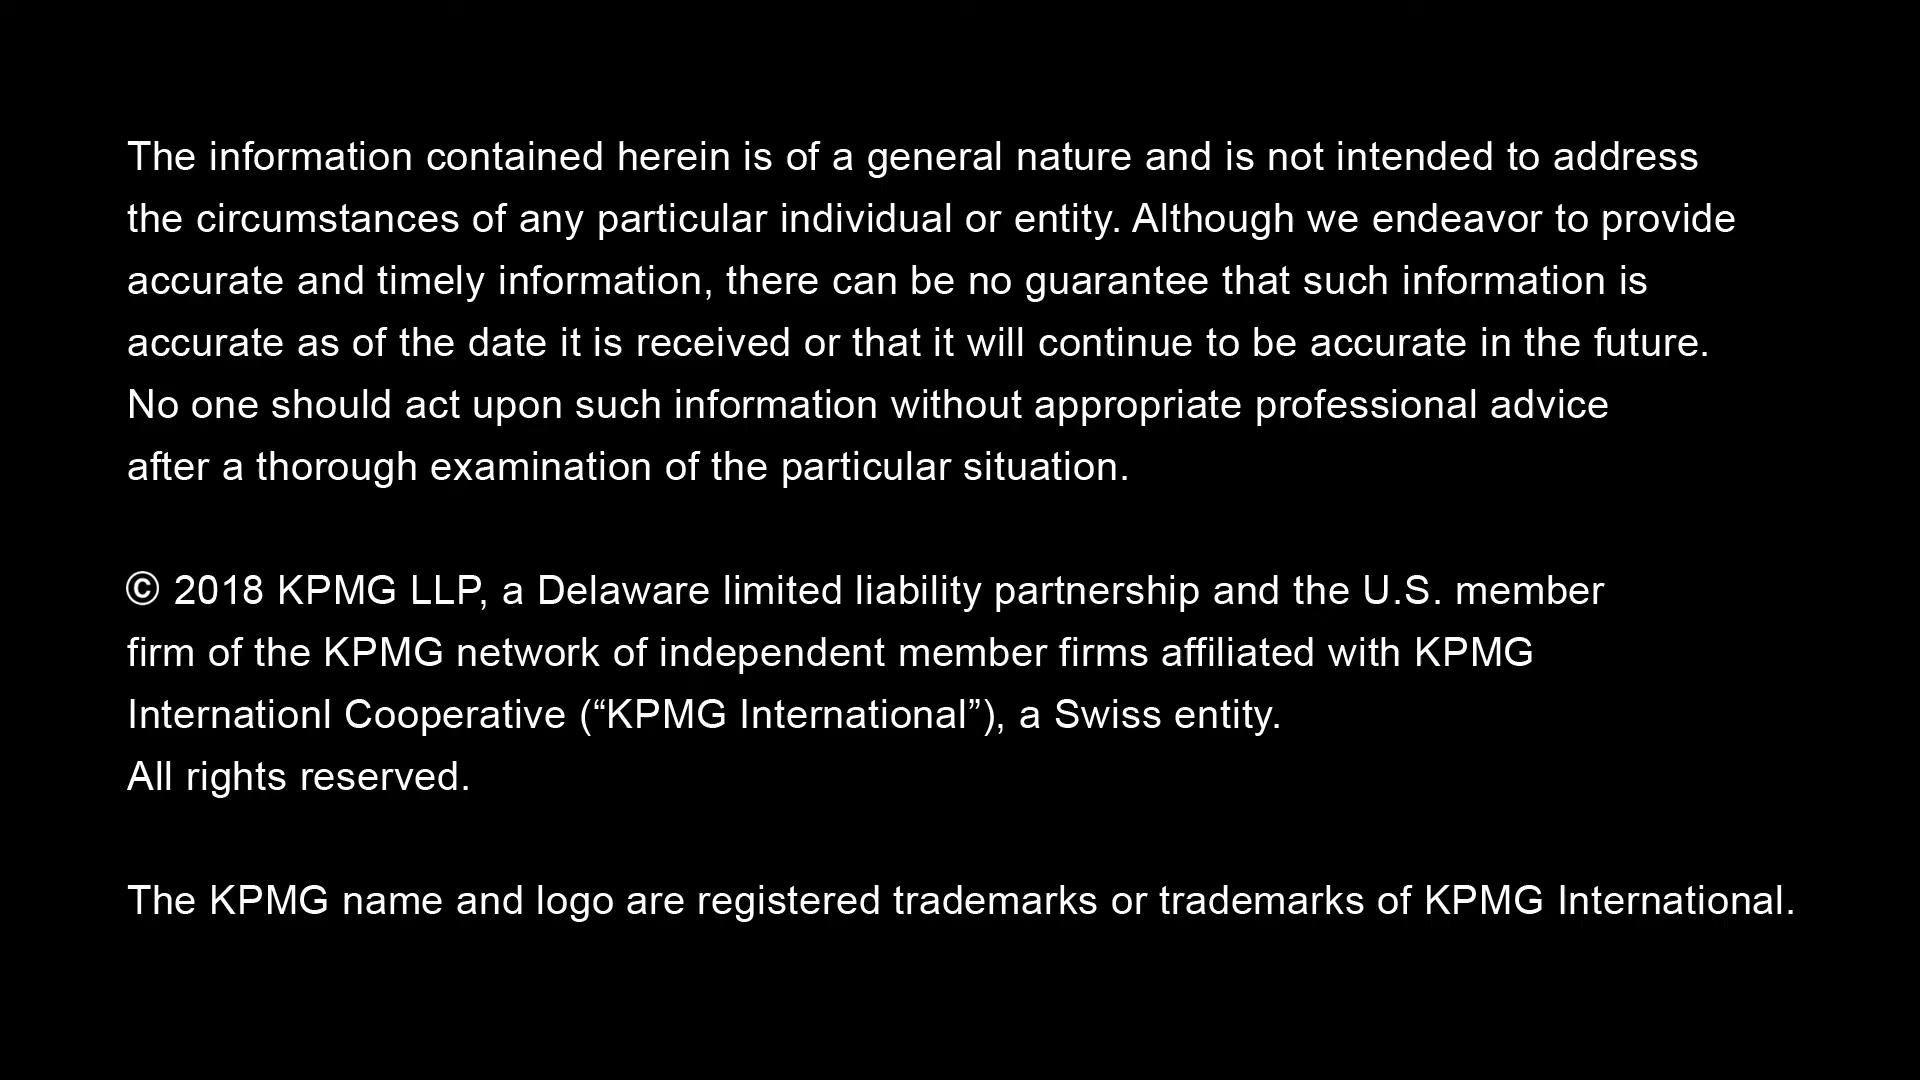 The information contained herein is of a general nature and is not intended to address
the circumstances of any particular individual or entity. Although we endeavor to provide
accurate and timely information, there can be no guarantee that such information is
accurate as of the date it is received or that it will continue to be accurate in the future.
No one should act upon such information without appropriate professional advice
after a thorough examination of the particular situation.
© 2018 KPMG LLP, a Delaware limited liability partnership and the U.S. member
firm of the KPMG network of independent member firms affiliated with KPMG
Internationl Cooperative (“KPMG International”), a Swiss entity.
All rights reserved.
The KPMG name and logo are registered trademarks or trademarks of KPMG International.